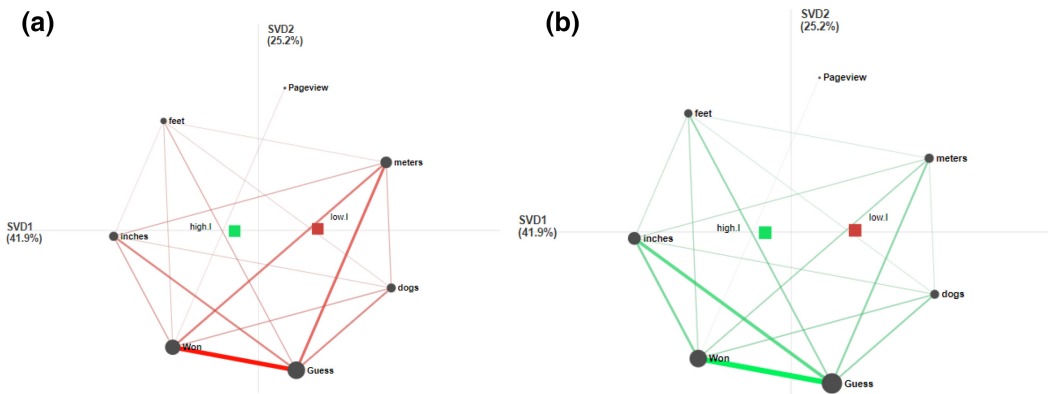 (a)
SVD2
(25.2%)
Pageview
feet
meters
low.I
high.I
SVD1
(41.9%)
inches
dogs
Won
Guess
(b)
SVD2
(25.2%)
Pageview
feet
meters
low.I
high.I
SVD1
(41.9%)
inches
dogs
Won
Guess